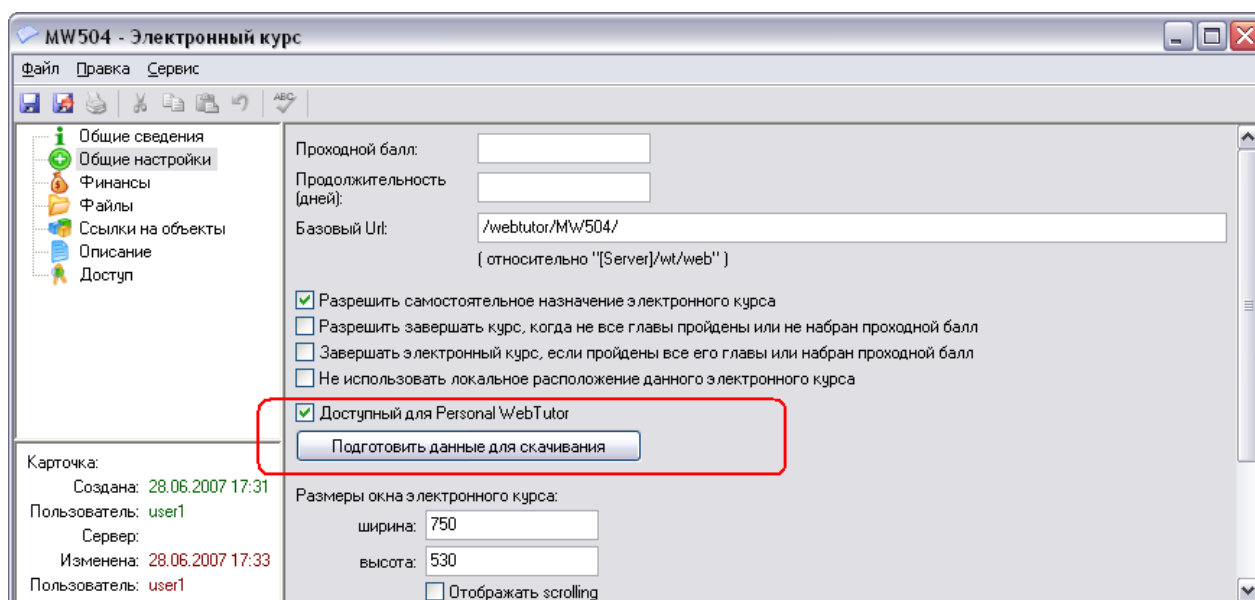 MW504 - Электронный курс
Файл Правка Сервис
ABC
Общие сведения
Общие настройки
Финансы
Файлы
Ссылки на объекты
Описание
Доступ
Карточка:
Создана: 28.06.2007 17:31
Пользователь: user1
Сервер:
Изменена: 28.06.2007 17:33
Пользователь: user1
Проходной балл:
Продолжительность
(дней):
Базовый Url: /webtutor/MW504/
( относительно "[Server]/wt/web" )
Разрешить самостоятельное назначение электронного курса
Разрешить завершать курс, когда не все главы пройдены или не набран проходной балл
Завершать электронный курс, если пройдены все его главы или набран проходной балл
Не использовать локальное расположение данного электронного курса
Доступный для Personal WebTutor
Подготовить данные для скачивания
Размеры окна электронного курса:
ширина: 750
высота: 530
Отображать scrolling